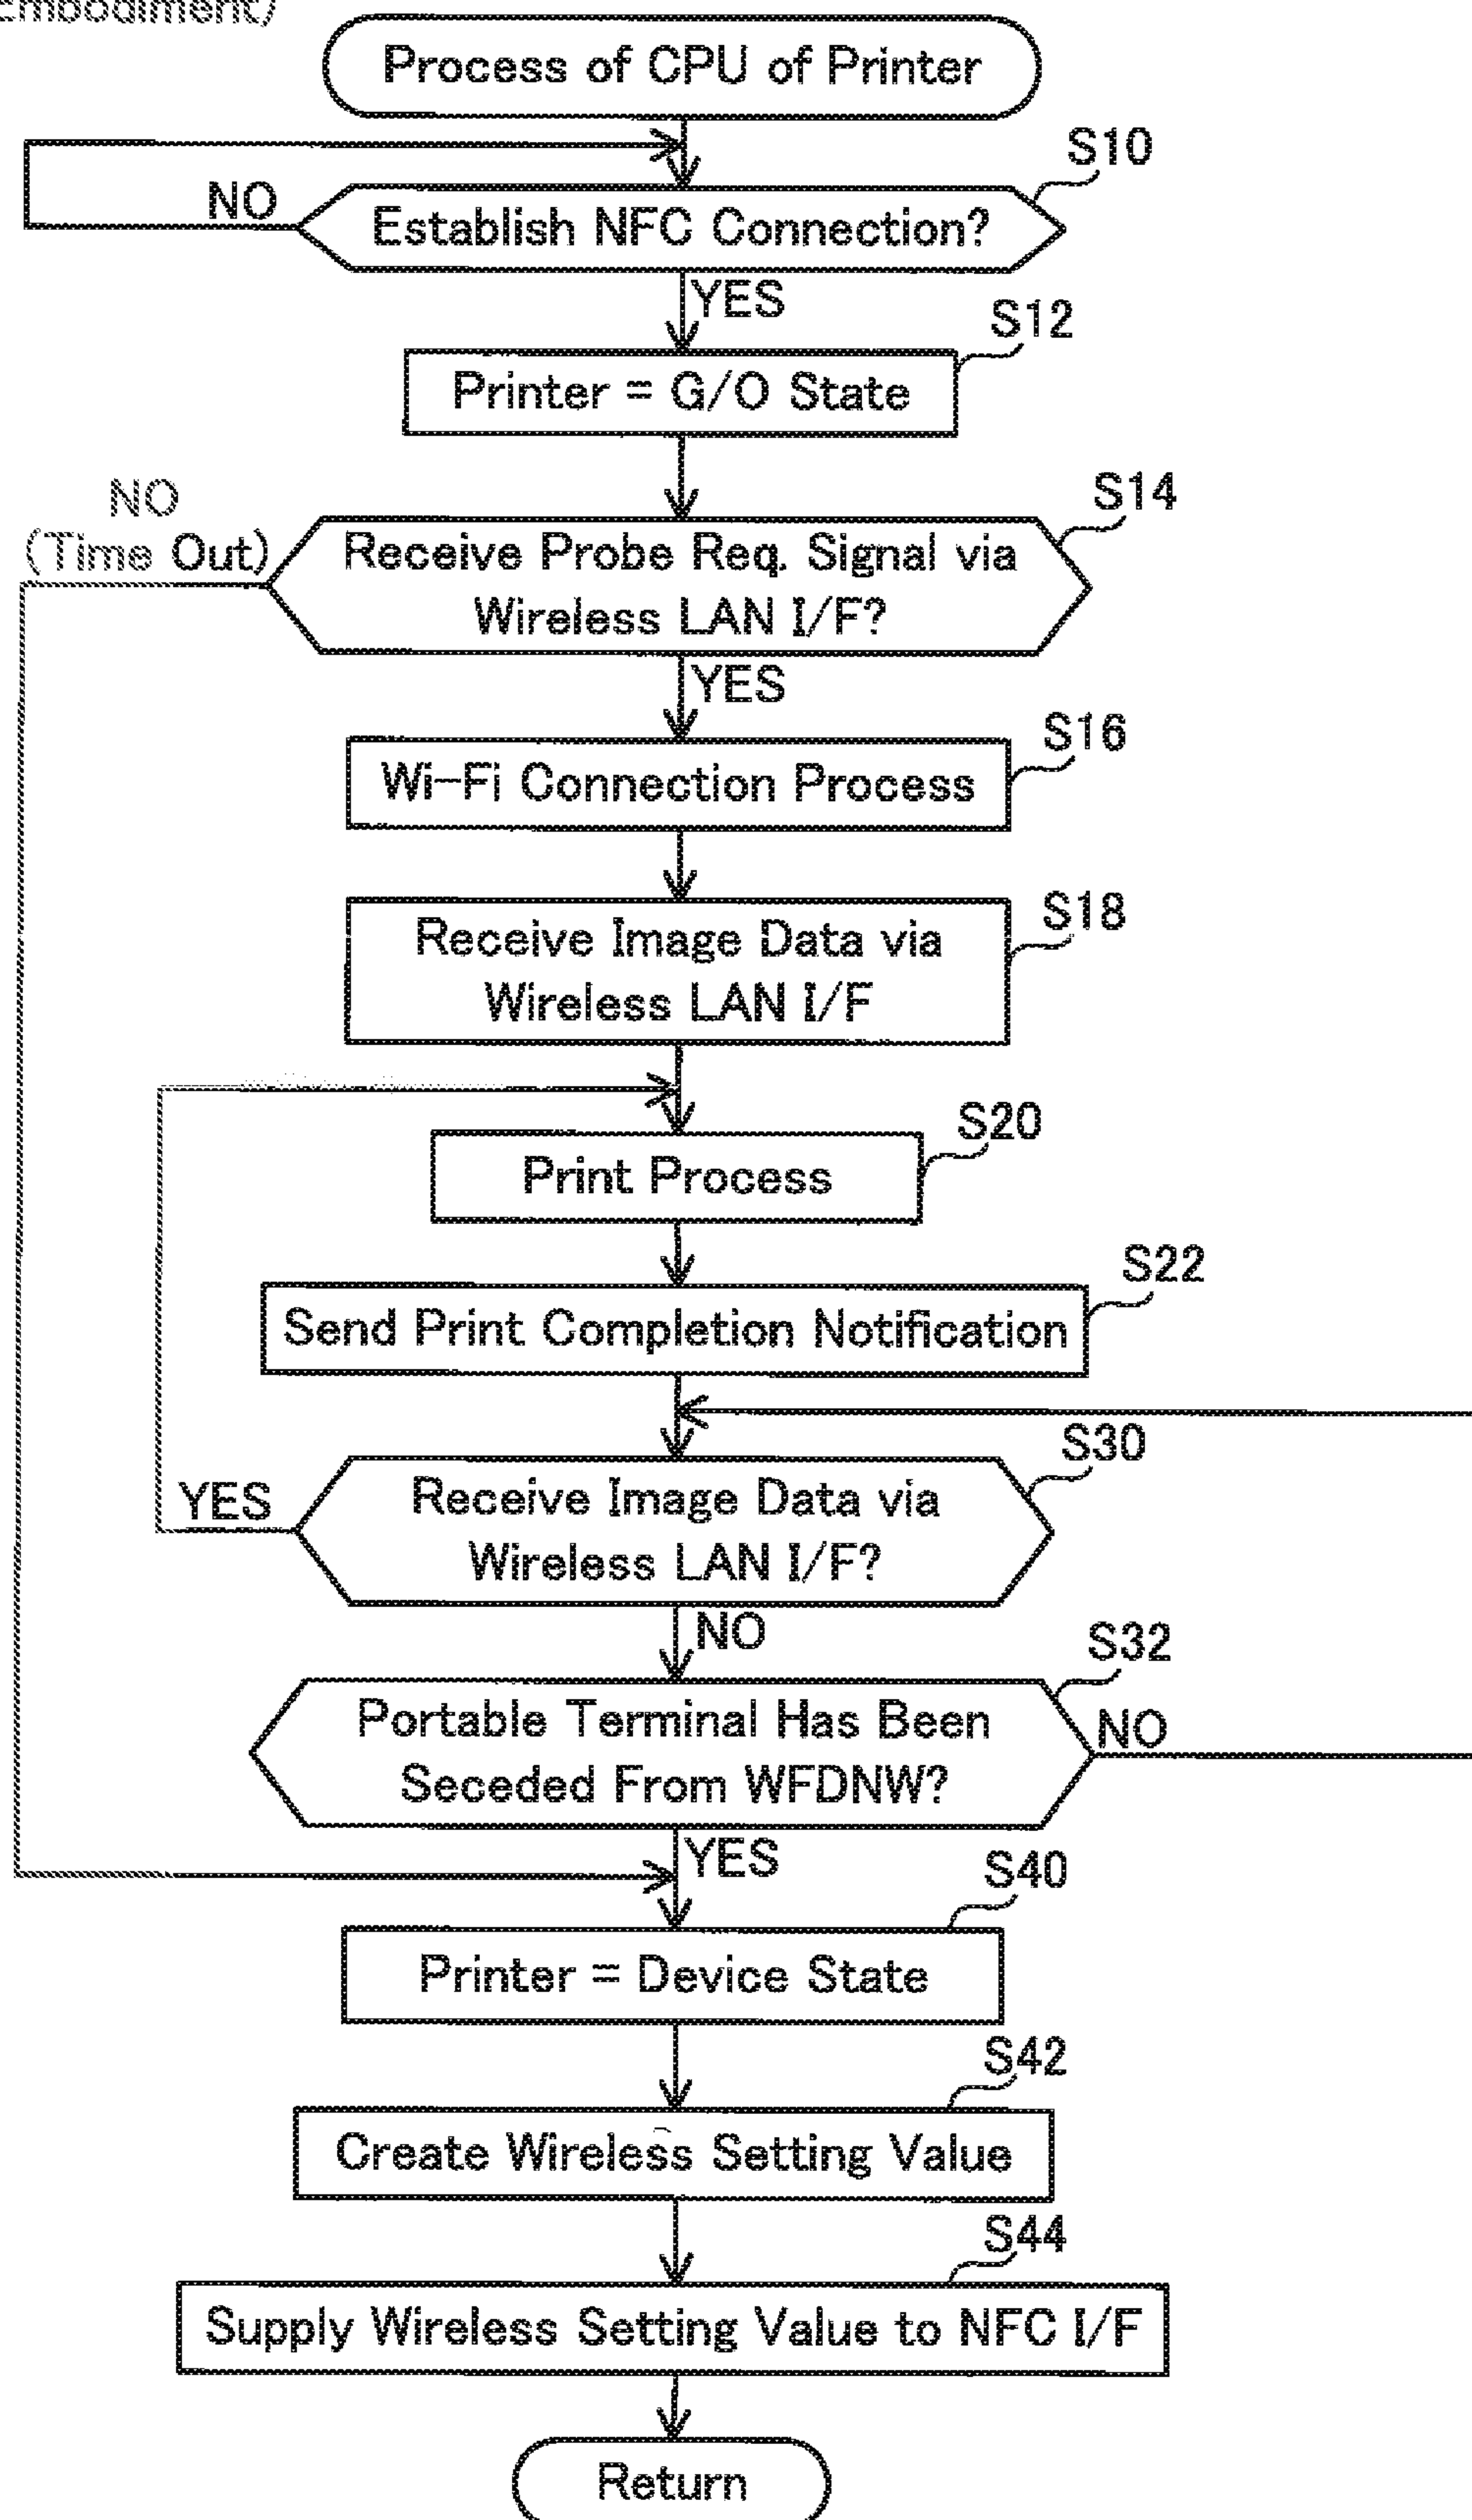 Embodiment)
Process of CPU of Printer
S10
NO
Establish NFC Connection?
YES
S12
Printer = G/O State
S14
NO
(Time Out)
Receive Probe Req. Signal via
Wireless LAN I/F?
YES
S16
Wi-Fi Connection Process
S18
Receive Image Data via
Wireless LAN I/F
S20
Print Process
S22
Send Print Completion Notification
S30
YES
Receive Image Data via
Wireless LAN I/F?
NO
S32
Portable Terminal Has Been
Seceded From WFDNW?
NO
YES
S40
Printer = Device State
S42
Create Wireless Setting Value
S44
Supply Wireless Setting Value to NFC I/F
Return